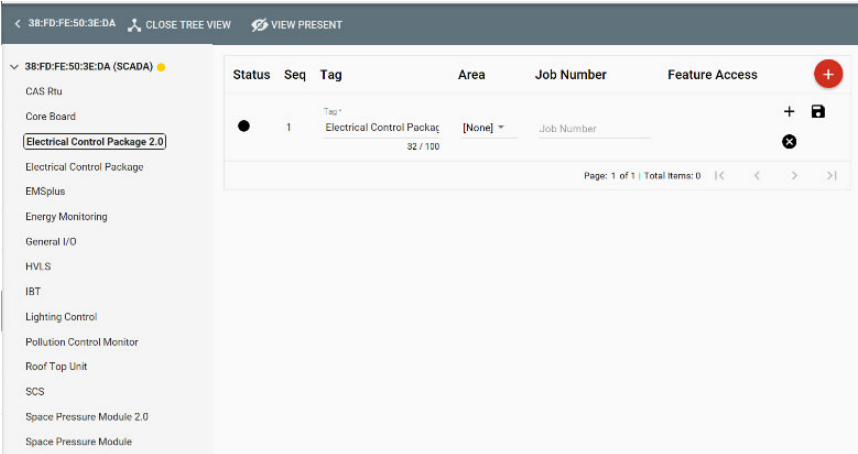 38:FD:FE:50:3E:DA CLOSE TREE VIEW VIEW PRESENT
38:FD:FE:50:3E:DA (SCADA)
CAS Rtu
Core Board
Electrical Control Package 2.0
Electrical Control Package
EMSplus
Energy Monitoring
General I/O
HVLS
IBT
Lighting Control
Pollution Control Monitor
Roof Top Unit
SCS
Space Pressure Module 2.0
Space Pressure Module
Status Seq Tag Area Job Number Feature Access
Tag*
1 Electrical Control Packag [None] Job Number
32 / 100
Page: 1 of 1 | Total Items: 0